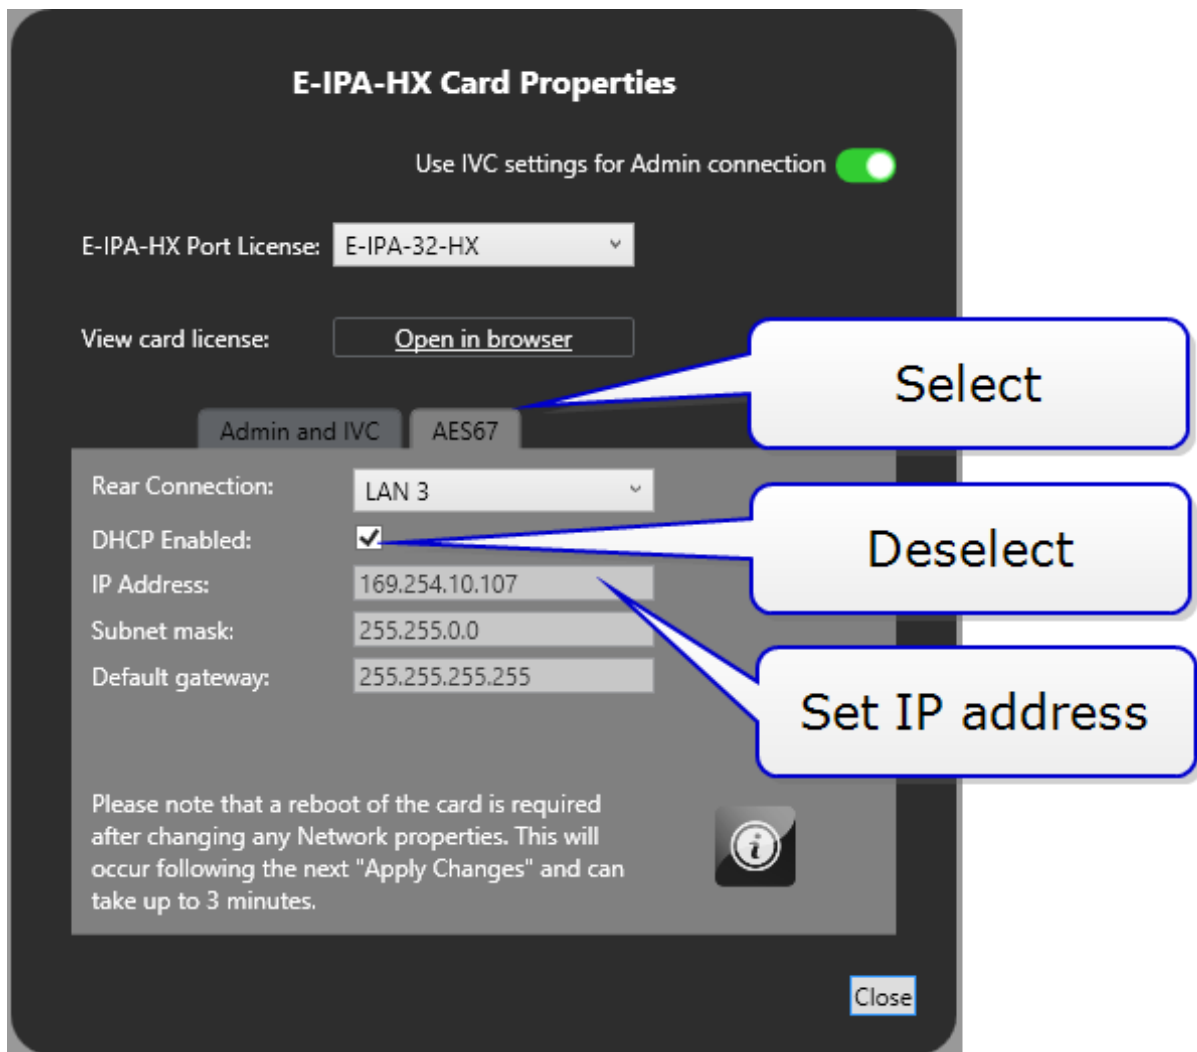 E-IPA-HX Card Properties
Use IVC settings for Admin connection
E-IPA-HX Port License: E-IPA-32-HX
View card license: Open in browser
Select
Admin and IVC AES67
Rear Connection: LAN 3
DHCP Enabled:
Deselect
IP Address: 169.254.10.107
Subnet mask: 255.255.0.0
Default gateway: 255.255.255.255
Set IP address
Please note that a reboot of the card is required
after changing any Network properties. This will
occur following the next "Apply Changes" and can
take up to 3 minutes.
i
Close